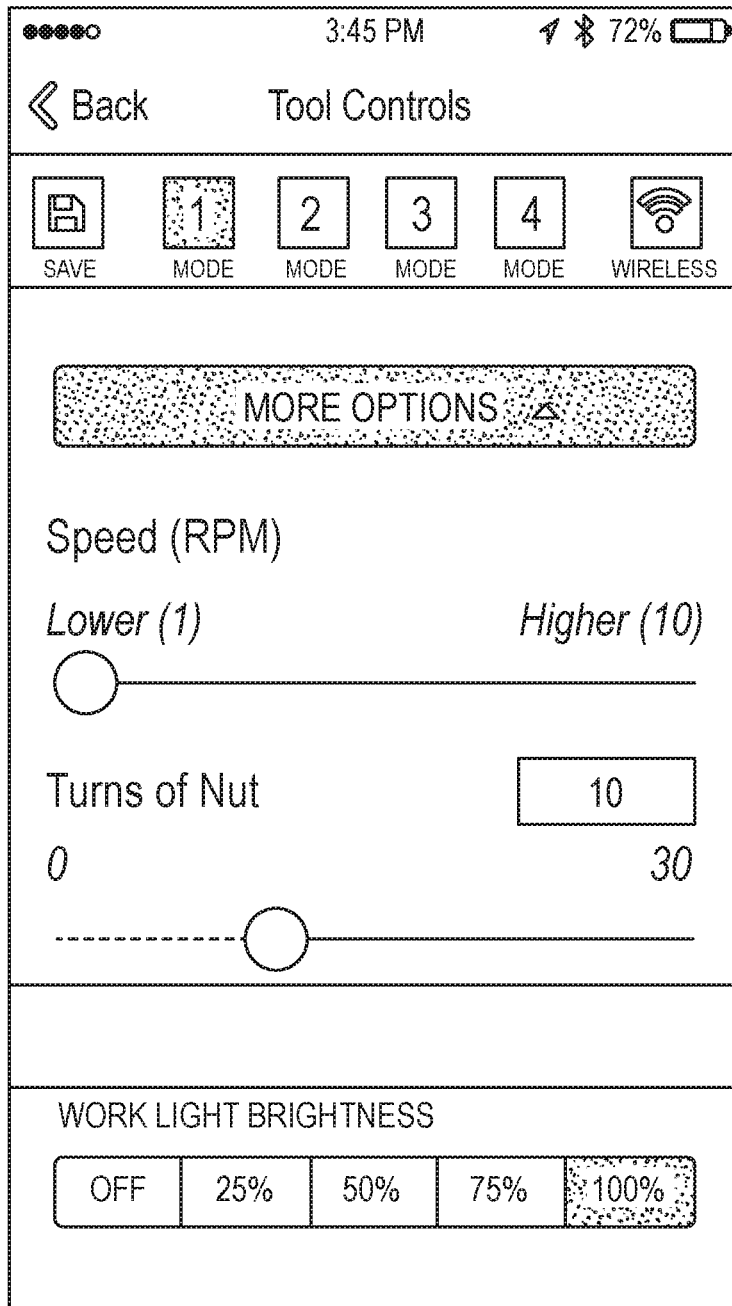 3:45 PM 72%
Back Tool Controls
1 2 3 4
SAVE MODE MODE MODE MODE WIRELESS
MORE OPTIONS
Speed (RPM)
Lower (1) Higher (10)
Turns of Nut 10
0 30
WORK LIGHT BRIGHTNESS
OFF 25% 50% 75% 100%